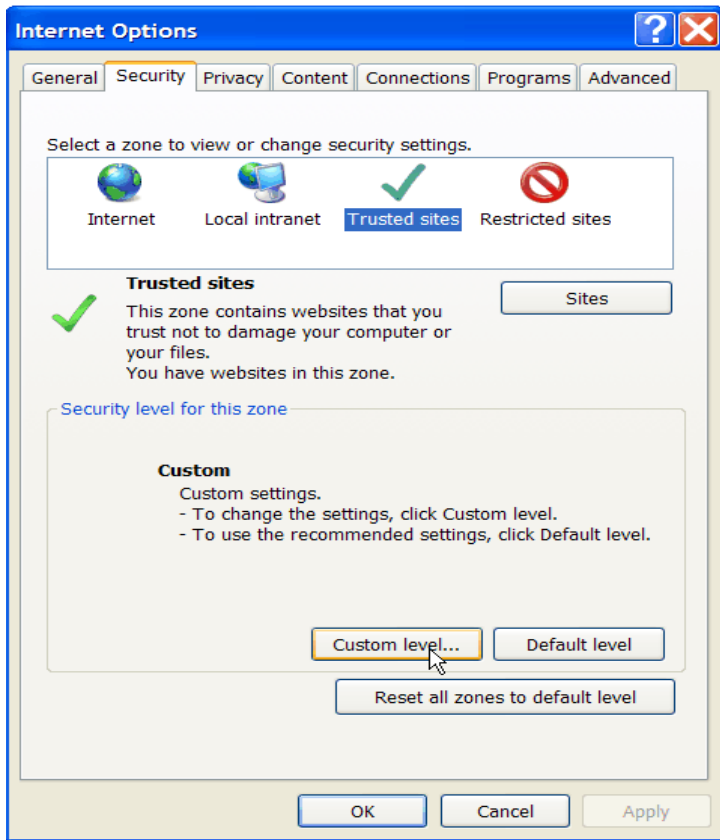 Internet Options
General Security Privacy Content Connections Programs Advanced
Select a zone to view or change security settings.
Internet Local intranet Trusted sites Restricted sites
Trusted sites
Sites
This zone contains websites that you
trust not to damage your computer or
your files.
You have websites in this zone.
Security level for this zone
Custom
Custom settings.
- To change the settings, click Custom level.
- To use the recommended settings, click Default level.
Custom level... Default level
Reset all zones to default level
OK Cancel Apply